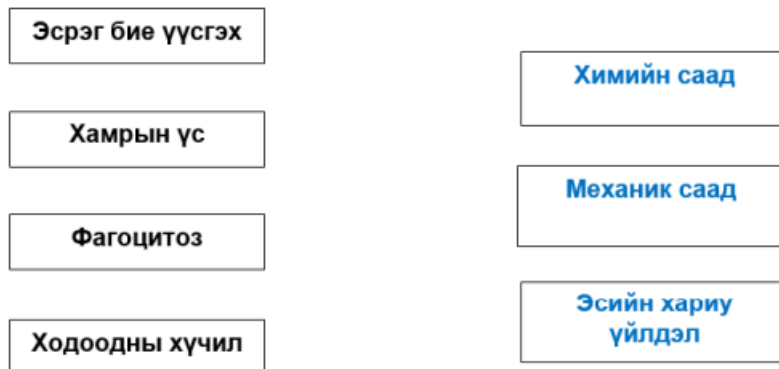 Эсрэг бие үүсгэх
Хамрын үс
Фагоцитоз
Ходоодны хүчил
Химийн саад
Механик саад
Эсийн хариу
үйлдэл